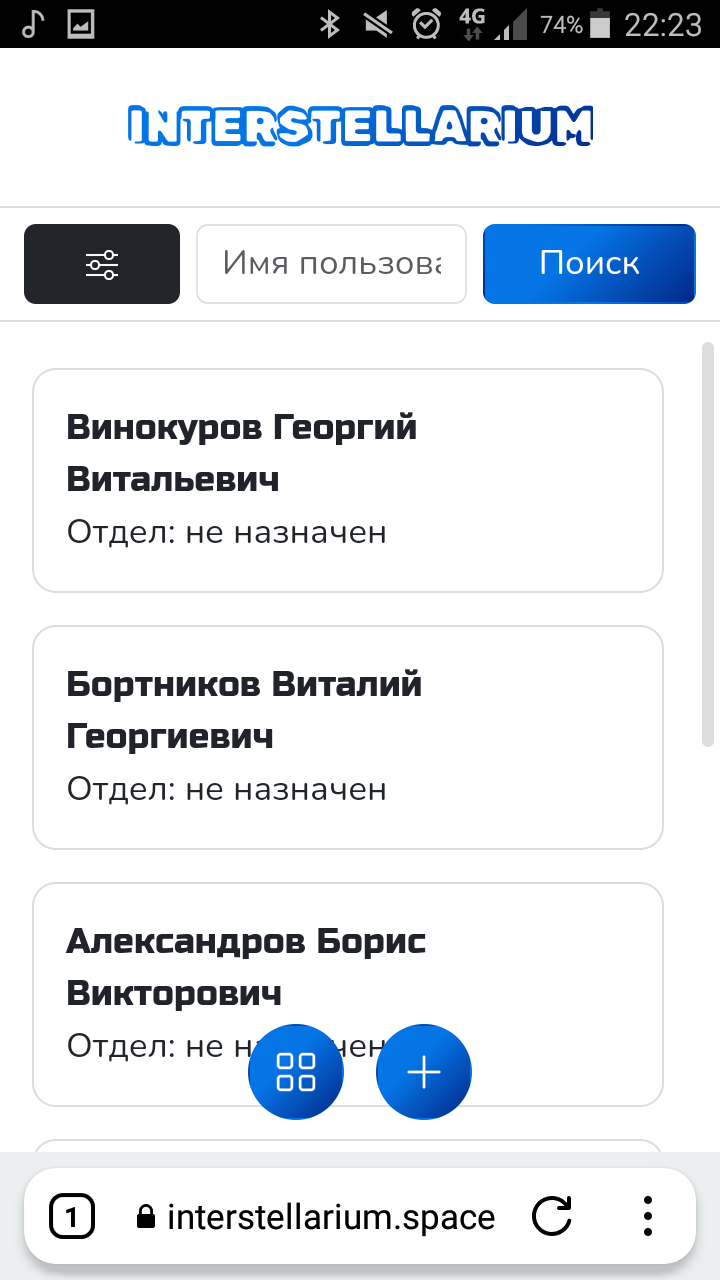 4G 74% 22:23
INTERSTELLARIUM
Имя пользова Поиск
Винокуров Георгий
Витальевич
Отдел: не назначен
Бортников Виталий
Георгиевич
Отдел: не назначен
Александров Борис
Викторович
Отдел: не н чен
1 interstellarium.space